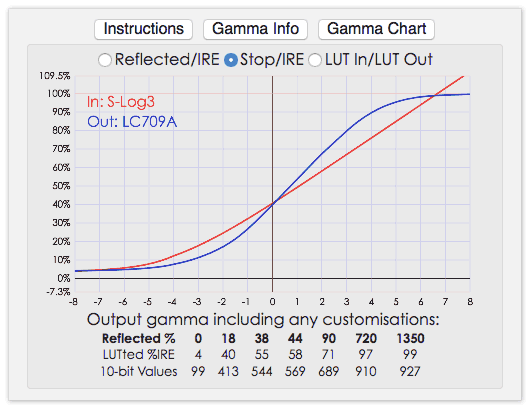 Instructions Gamma Info Gamma Chart
Reflected/IRE Stop/IRE LUT In/LUT Out
109.5%
100%
90%
80%
70%
60%
50%
40%
30%
20%
10%
0%
-7.3%
In: S-Log3
Out: LC709A
-8 -7 -6 -5 -4 -3 -2 -1 0 1 2 3 4 5 6 7 8
Output gamma including any customisations:
Reflected % 0 18 38 44 90 720 1350
LUTted %IRE 4 40 55 58 71 97 99
10-bit Values 99 413 544 569 689 910 927